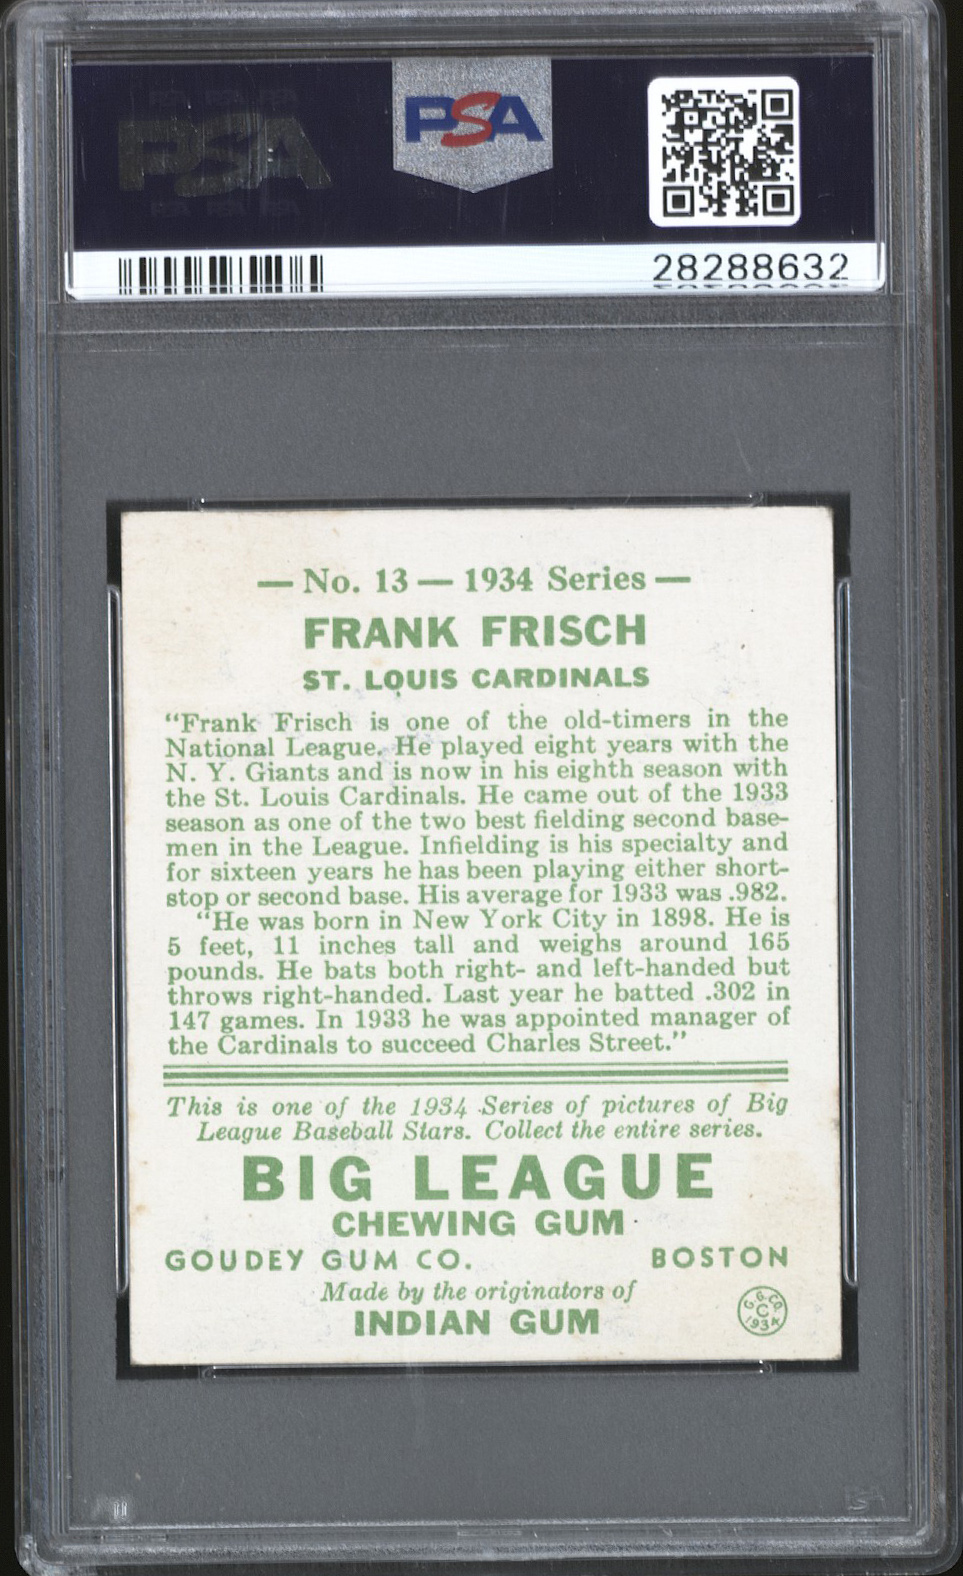 PSA
PSA
28288632
— No. 13 — 1934 Series —
FRANK FRISCH
ST. LOUIS CARDINALS
"Frank Frisch is one of the old-timers in the
National League. He played eight years with the
N. Y. Giants and is now in his eighth season with
the St. Louis Cardinals. He came out of the 1933
season as one of the two best fielding second base-
men in the League. Infielding is his specialty and
for sixteen years he has been playing either short-
stop or second base. His average for 1933 was .982.
"He was born in New York City in 1898. He is
5 feet, 11 inches tall and weighs around 165
pounds. He bats both right- and left-handed but
throws right-handed. Last year he batted .302 in
147 games. In 1933 he was appointed manager of
the Cardinals to succeed Charles Street."
This is one of the 1934 Series of pictures of Big
League Baseball Stars. Collect the entire series.
BIG LEAGUE
CHEWING GUM
GOUDEY GUM CO. BOSTON
Made by the originators of
INDIAN GUM
G. G. CO.
C
1934